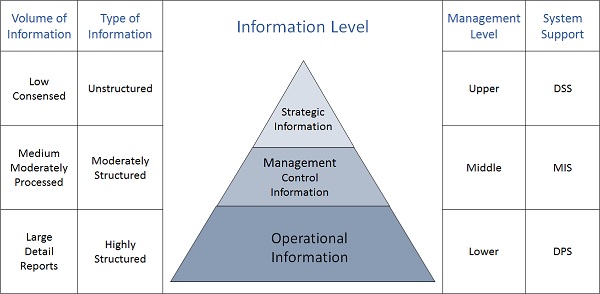 Volume of
Information
Type of
Information
Information Level
Management
Level
System
Support
Low
Consensed
Unstructured
Strategic
Information
Upper
DSS
Medium
Moderately
Processed
Moderately
Structured
Management
Control
Information
Middle
MIS
Large
Detail
Reports
Highly
Structured
Operational
Information
Lower
DPS